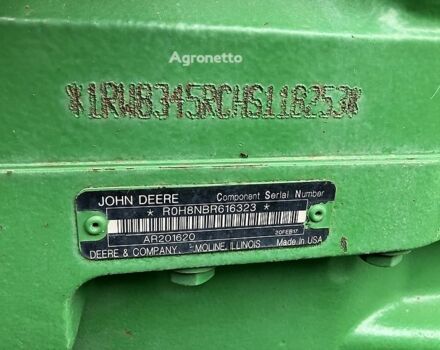 Agronetto
*1RW8345RCHG118253*
JOHN DEERE Component Serial Number
* R0H8NBR616323 *
AR201620 20FEB17
DEERE & COMPANY, MOLINE, ILLINOIS Made In USA